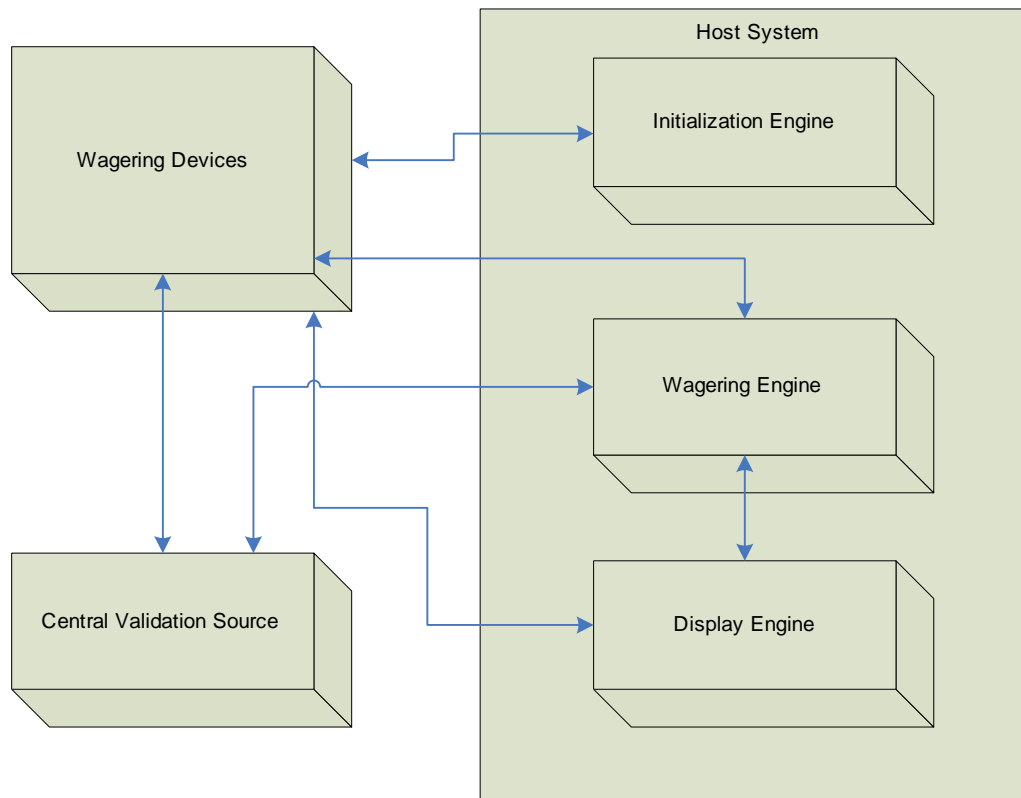 Host System
Initialization Engine
Wagering Devices
Wagering Engine
Central Validation Source
Display Engine